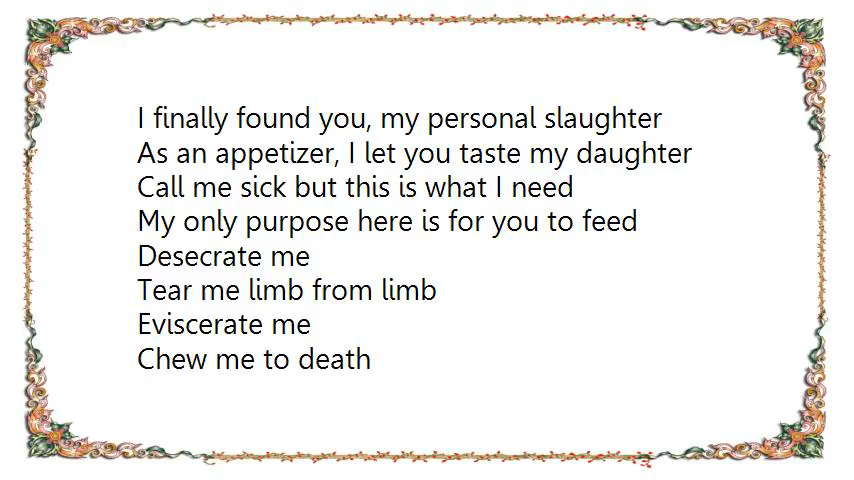 I finally found you, my personal slaughter
As an appetizer, I let you taste my daughter
Call me sick but this is what I need
My only purpose here is for you to feed
Desecrate me
Tear me limb from limb
Eviscerate me
Chew me to death